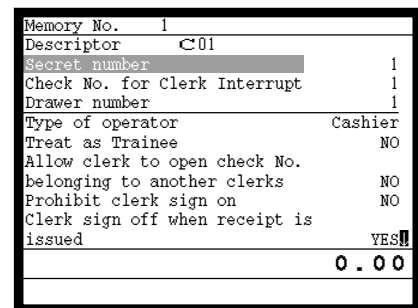 Memory No. 1
Descriptor C01
Secret number 1
Check No. for Clerk Interrupt 1
Drawer number 1
Type of operator Cashier
Treat as Trainee NO
Allow clerk to open check No.
belonging to another clerks NO
Prohibit clerk sign on NO
Clerk sign off when receipt is
issued YES
0.00